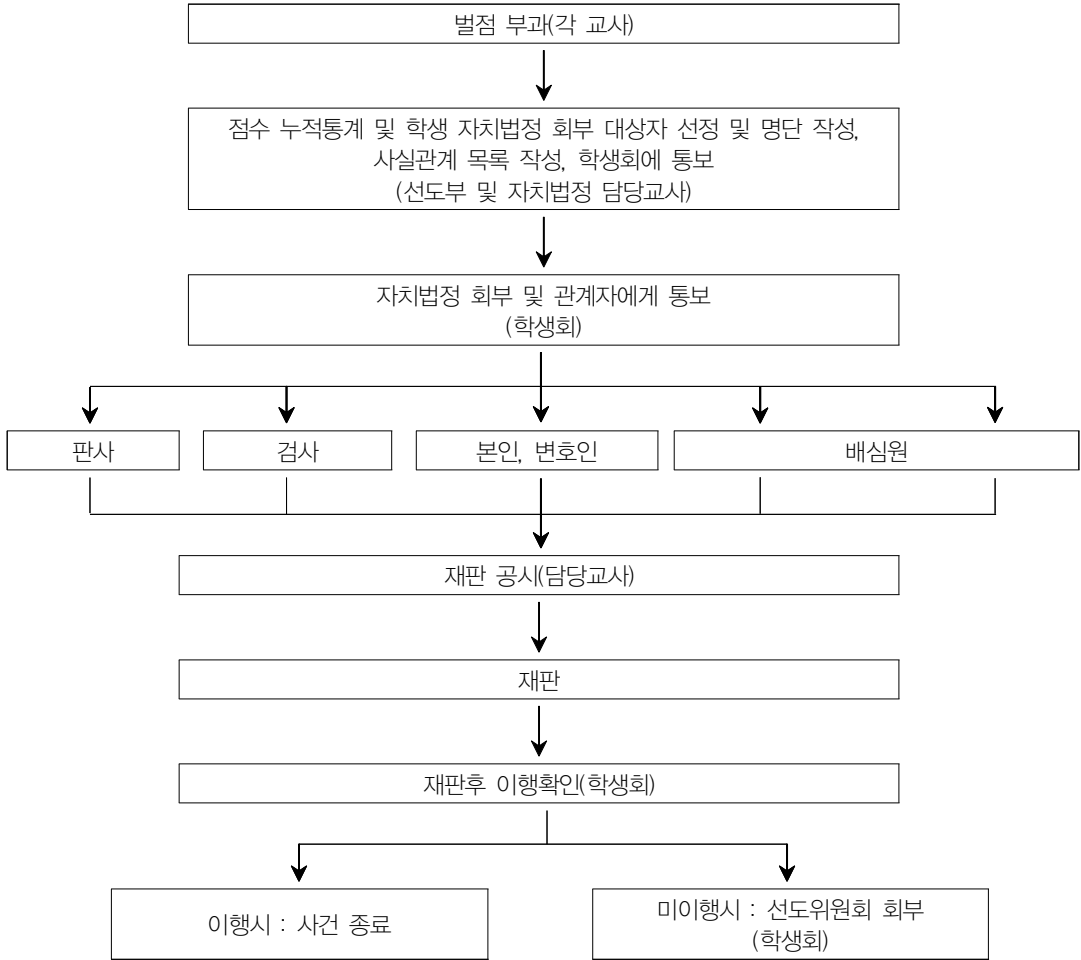 벌점 부과(각 교사)
점수 누적통계 및 학생 자치법정 회부 대상자 선정 및 명단 작성,
사실관계 목록 작성, 학생회에 통보
(선도부 및 자치법정 담당교사)
자치법정 회부 및 관계자에게 통보
(학생회)
판사
검사
본인, 변호인
배심원
재판 공시(담당교사)
재판
재판후 이행확인(학생회)
이행시 : 사건 종료
미이행시 : 선도위원회 회부
(학생회)